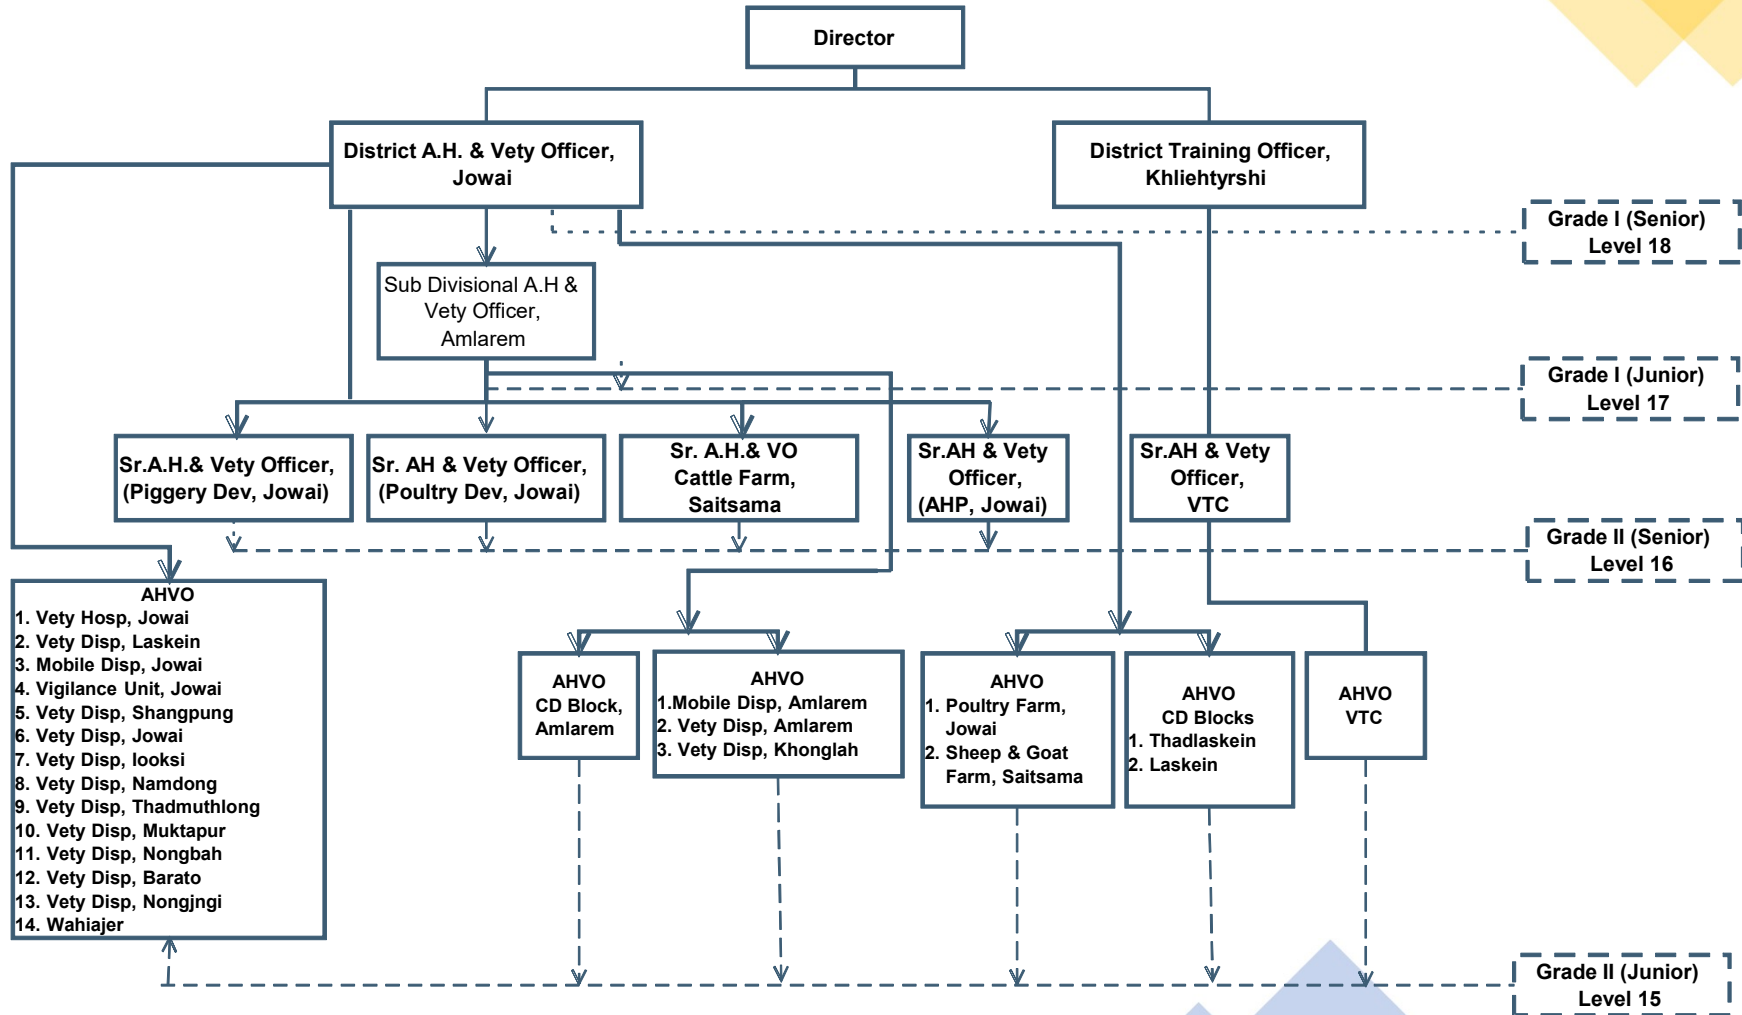 Director
District A.H. & Vety Officer,
Jowai
District Training Officer,
Khliehtyrshi
Grade I (Senior)
Level 18
Sub Divisional A.H &
Vety Officer,
Amlarem
Grade I (Junior)
Level 17
Sr.A.H.& Vety Officer,
(Piggery Dev, Jowai)
Sr. AH & Vety Officer,
(Poultry Dev, Jowai)
Sr. A.H.& VO
Cattle Farm,
Saitsama
Sr.AH & Vety
Officer,
(AHP, Jowai)
Sr.AH & Vety
Officer,
VTC
Grade II (Senior)
Level 16
AHVO
1. Vety Hosp, Jowai
2. Vety Disp, Laskein
3. Mobile Disp, Jowai
4. Vigilance Unit, Jowai
5. Vety Disp, Shangpung
6. Vety Disp, Jowai
7. Vety Disp, Iooksi
8. Vety Disp, Namdong
9. Vety Disp, Thadmuthlong
10. Vety Disp, Muktapur
11. Vety Disp, Nongbah
12. Vety Disp, Barato
13. Vety Disp, Nongjngi
14. Wahiajer
AHVO
CD Block,
Amlarem
AHVO
1.Mobile Disp, Amlarem
2. Vety Disp, Amlarem
3. Vety Disp, Khonglah
AHVO
1. Poultry Farm,
Jowai
2. Sheep & Goat
Farm, Saitsama
AHVO
CD Blocks
1. Thadlaskein
2. Laskein
AHVO
VTC
Grade II (Junior)
Level 15